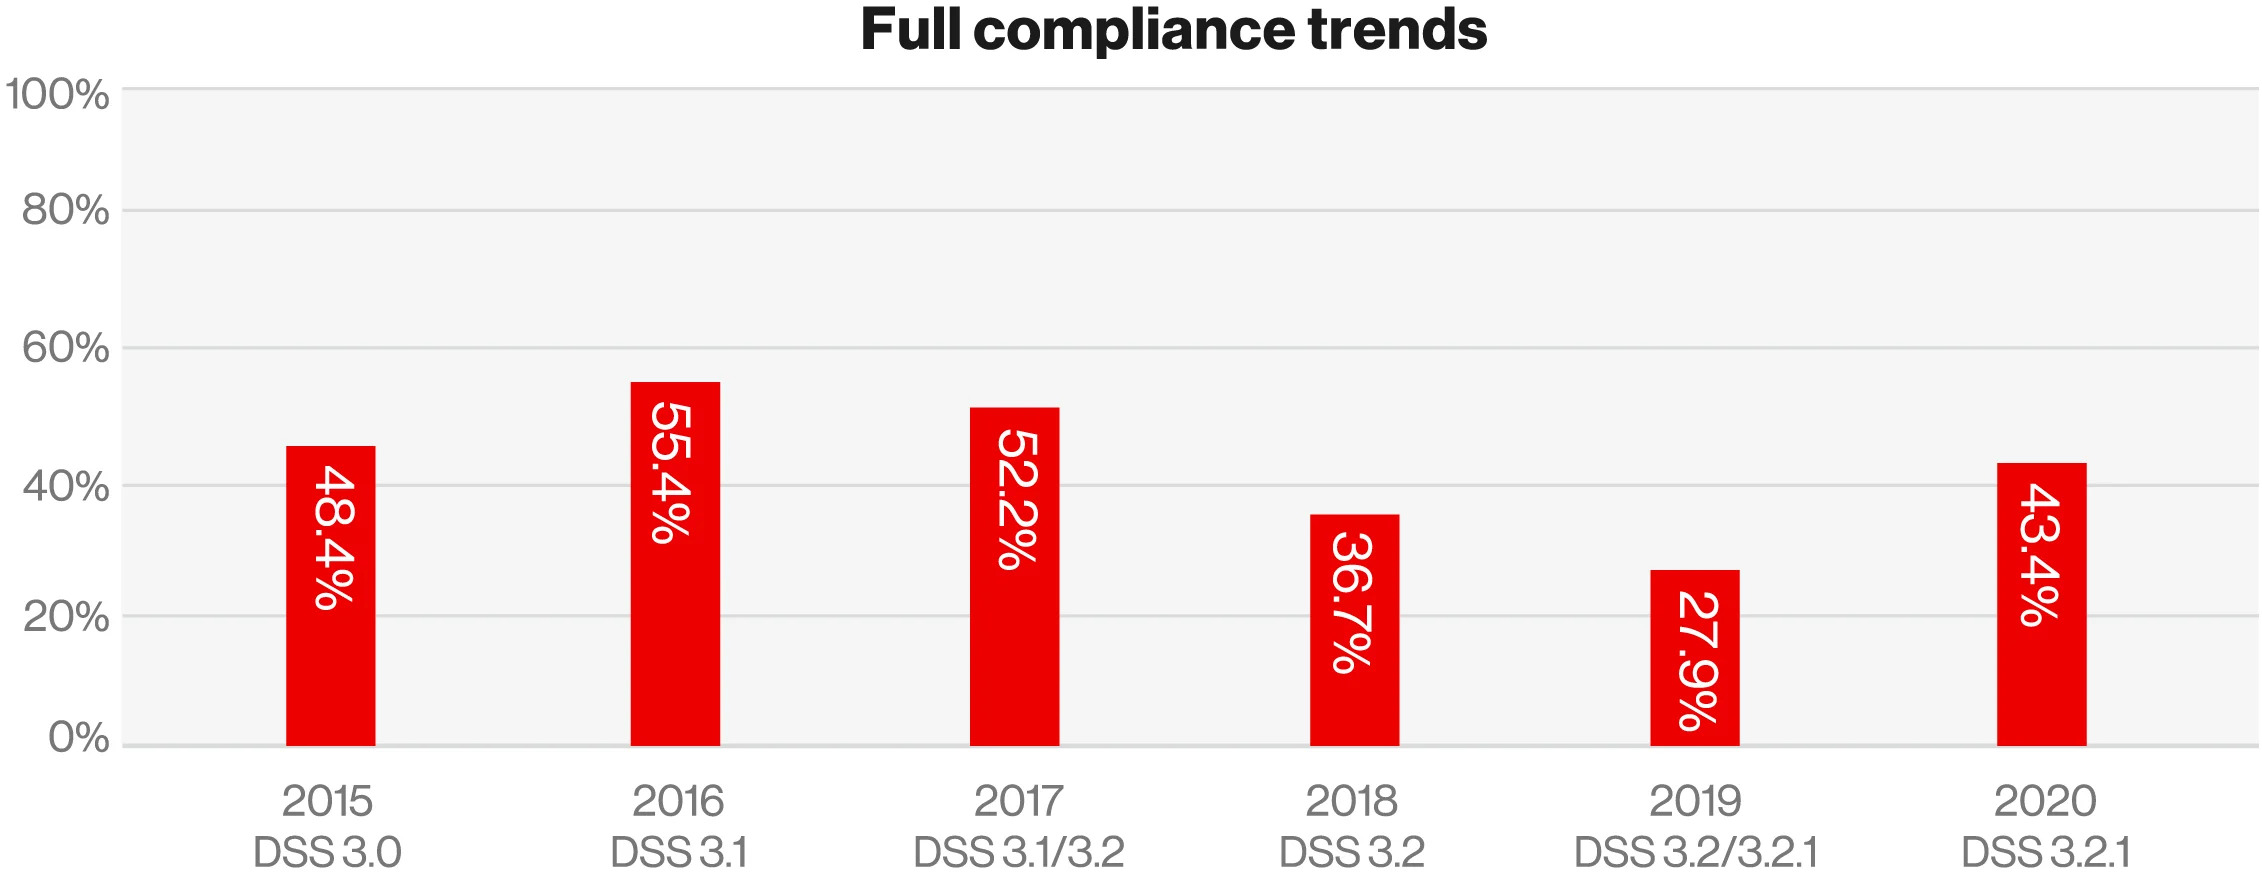 Full compliance trends
100%
80%
60%
40%
20%
0%
48.4%
55.4%
52.2%
36.7%
27.9%
43.4%
2015
DSS 3.0
2016
DSS 3.1
2017
DSS 3.1/3.2
2018
DSS 3.2
2019
DSS 3.2/3.2.1
2020
DSS 3.2.1